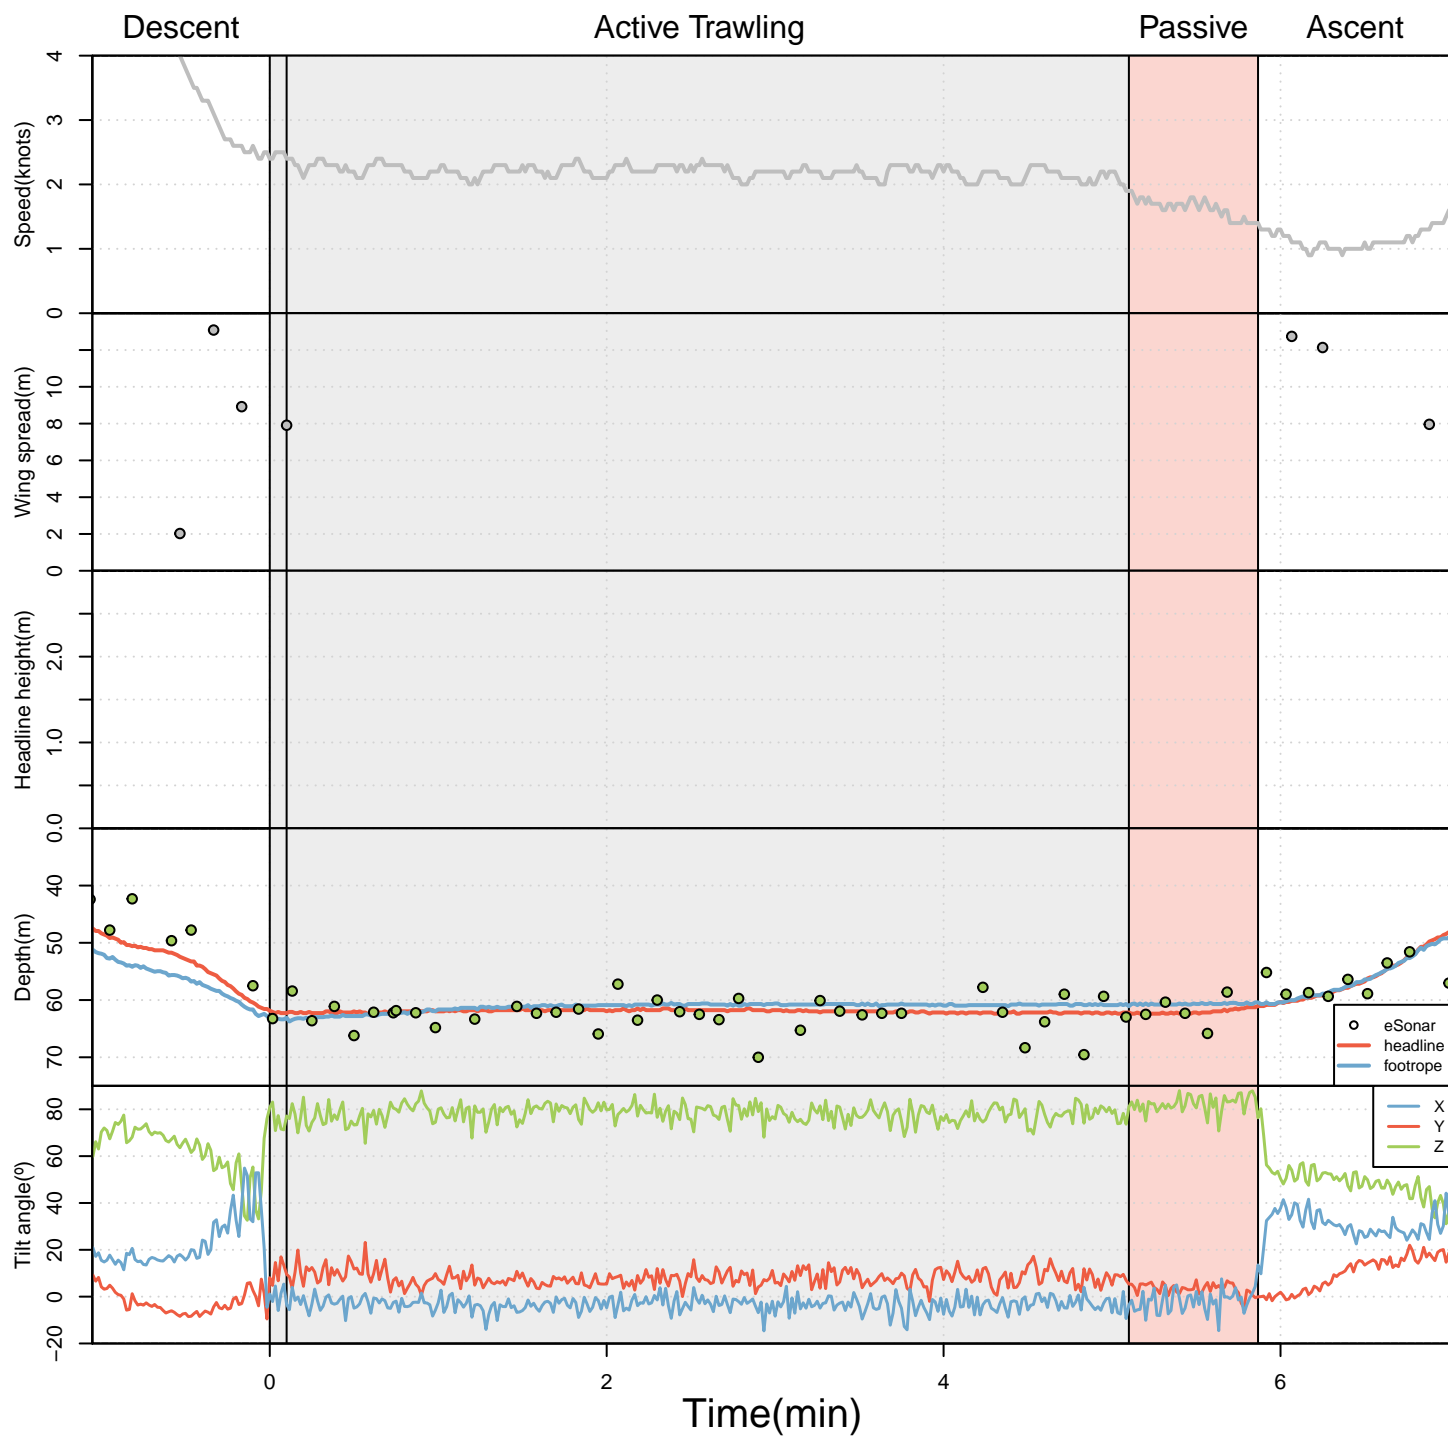 Descent Active Trawling Passive Ascent
Speed(knots)
4
3
2
1
0
Wing spread(m)
10
8
6
4
2
0
Headline height(m)
2.0
1.0
0.0
Depth(m)
40
50
60
70
eSonar
headline
footrope
Tilt angle(º)
80
60
40
20
0
−20
X
Y
Z
0 2 4 6
Time(min)